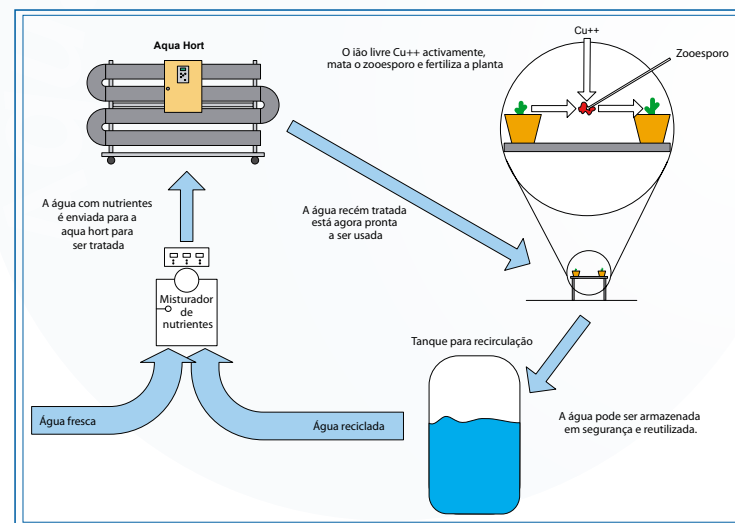 Aqua Hort
O ião livre Cu++ activamente,
mata o zooesporo e fertiliza a planta
Cu++
Zooesporo
A água com nutrientes
é enviada para a
aqua hort para
ser tratada
A água recém tratada
está agora pronta
a ser usada
Misturador
de
nutrientes
Tanque para recirculação
Água fresca
Água reciclada
A água pode ser armazenada
em segurança e reutilizada.